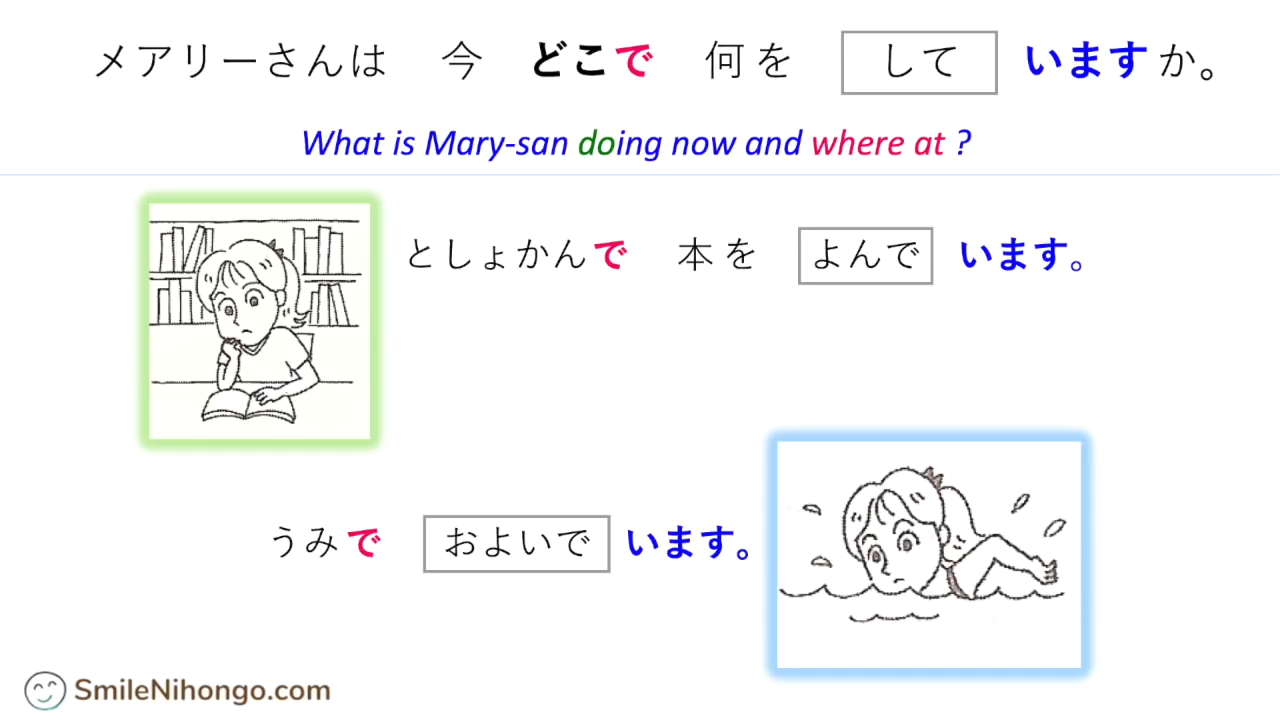 メアリーさんは 今 どこで 何を して いますか。
What is Mary-san doing now and where at ?
としょかんで 本を よんで います。
うみで およいで います。
SmileNihongo.com